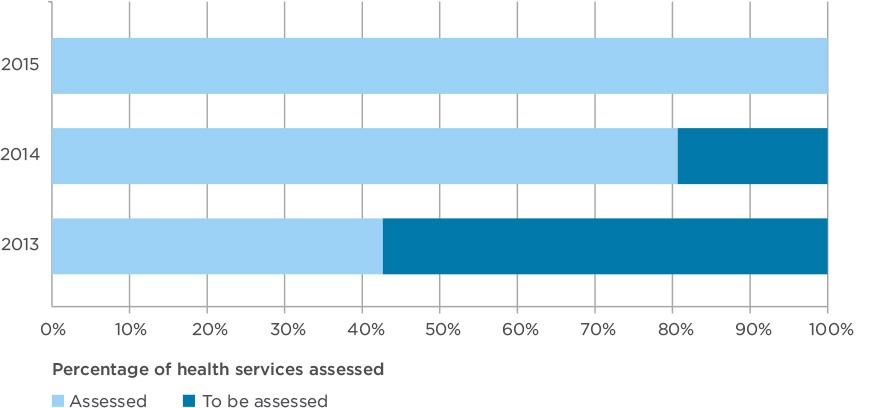 2015
2014
2013
0% 10% 20% 30% 40% 50% 60% 70% 80% 90% 100%
Percentage of health services assessed
Assessed To be assessed